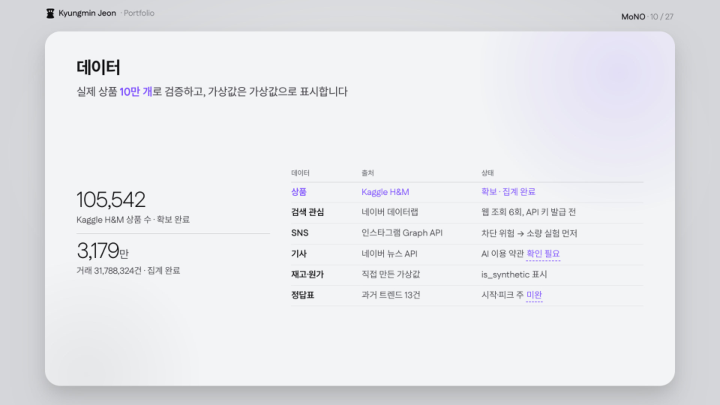 Kyungmin Jeon · Portfolio
MoNO · 10 / 27
데이터
실제 상품 10만 개로 검증하고, 가상값은 가상값으로 표시합니다
105,542
Kaggle H&M 상품 수 · 확보 완료
3,179만
거래 31,788,324건 · 집계 완료
데이터 출처 상태
상품 Kaggle H&M 확보 · 집계 완료
검색 관심 네이버 데이터랩 웹 조회 6회, API 키 발급 전
SNS 인스타그램 Graph API 차단 위험 → 소량 실험 먼저
기사 네이버 뉴스 API AI 이용 약관 확인 필요
재고·원가 직접 만든 가상값 is_synthetic 표시
정답표 과거 트렌드 13건 시작·피크 주 미완